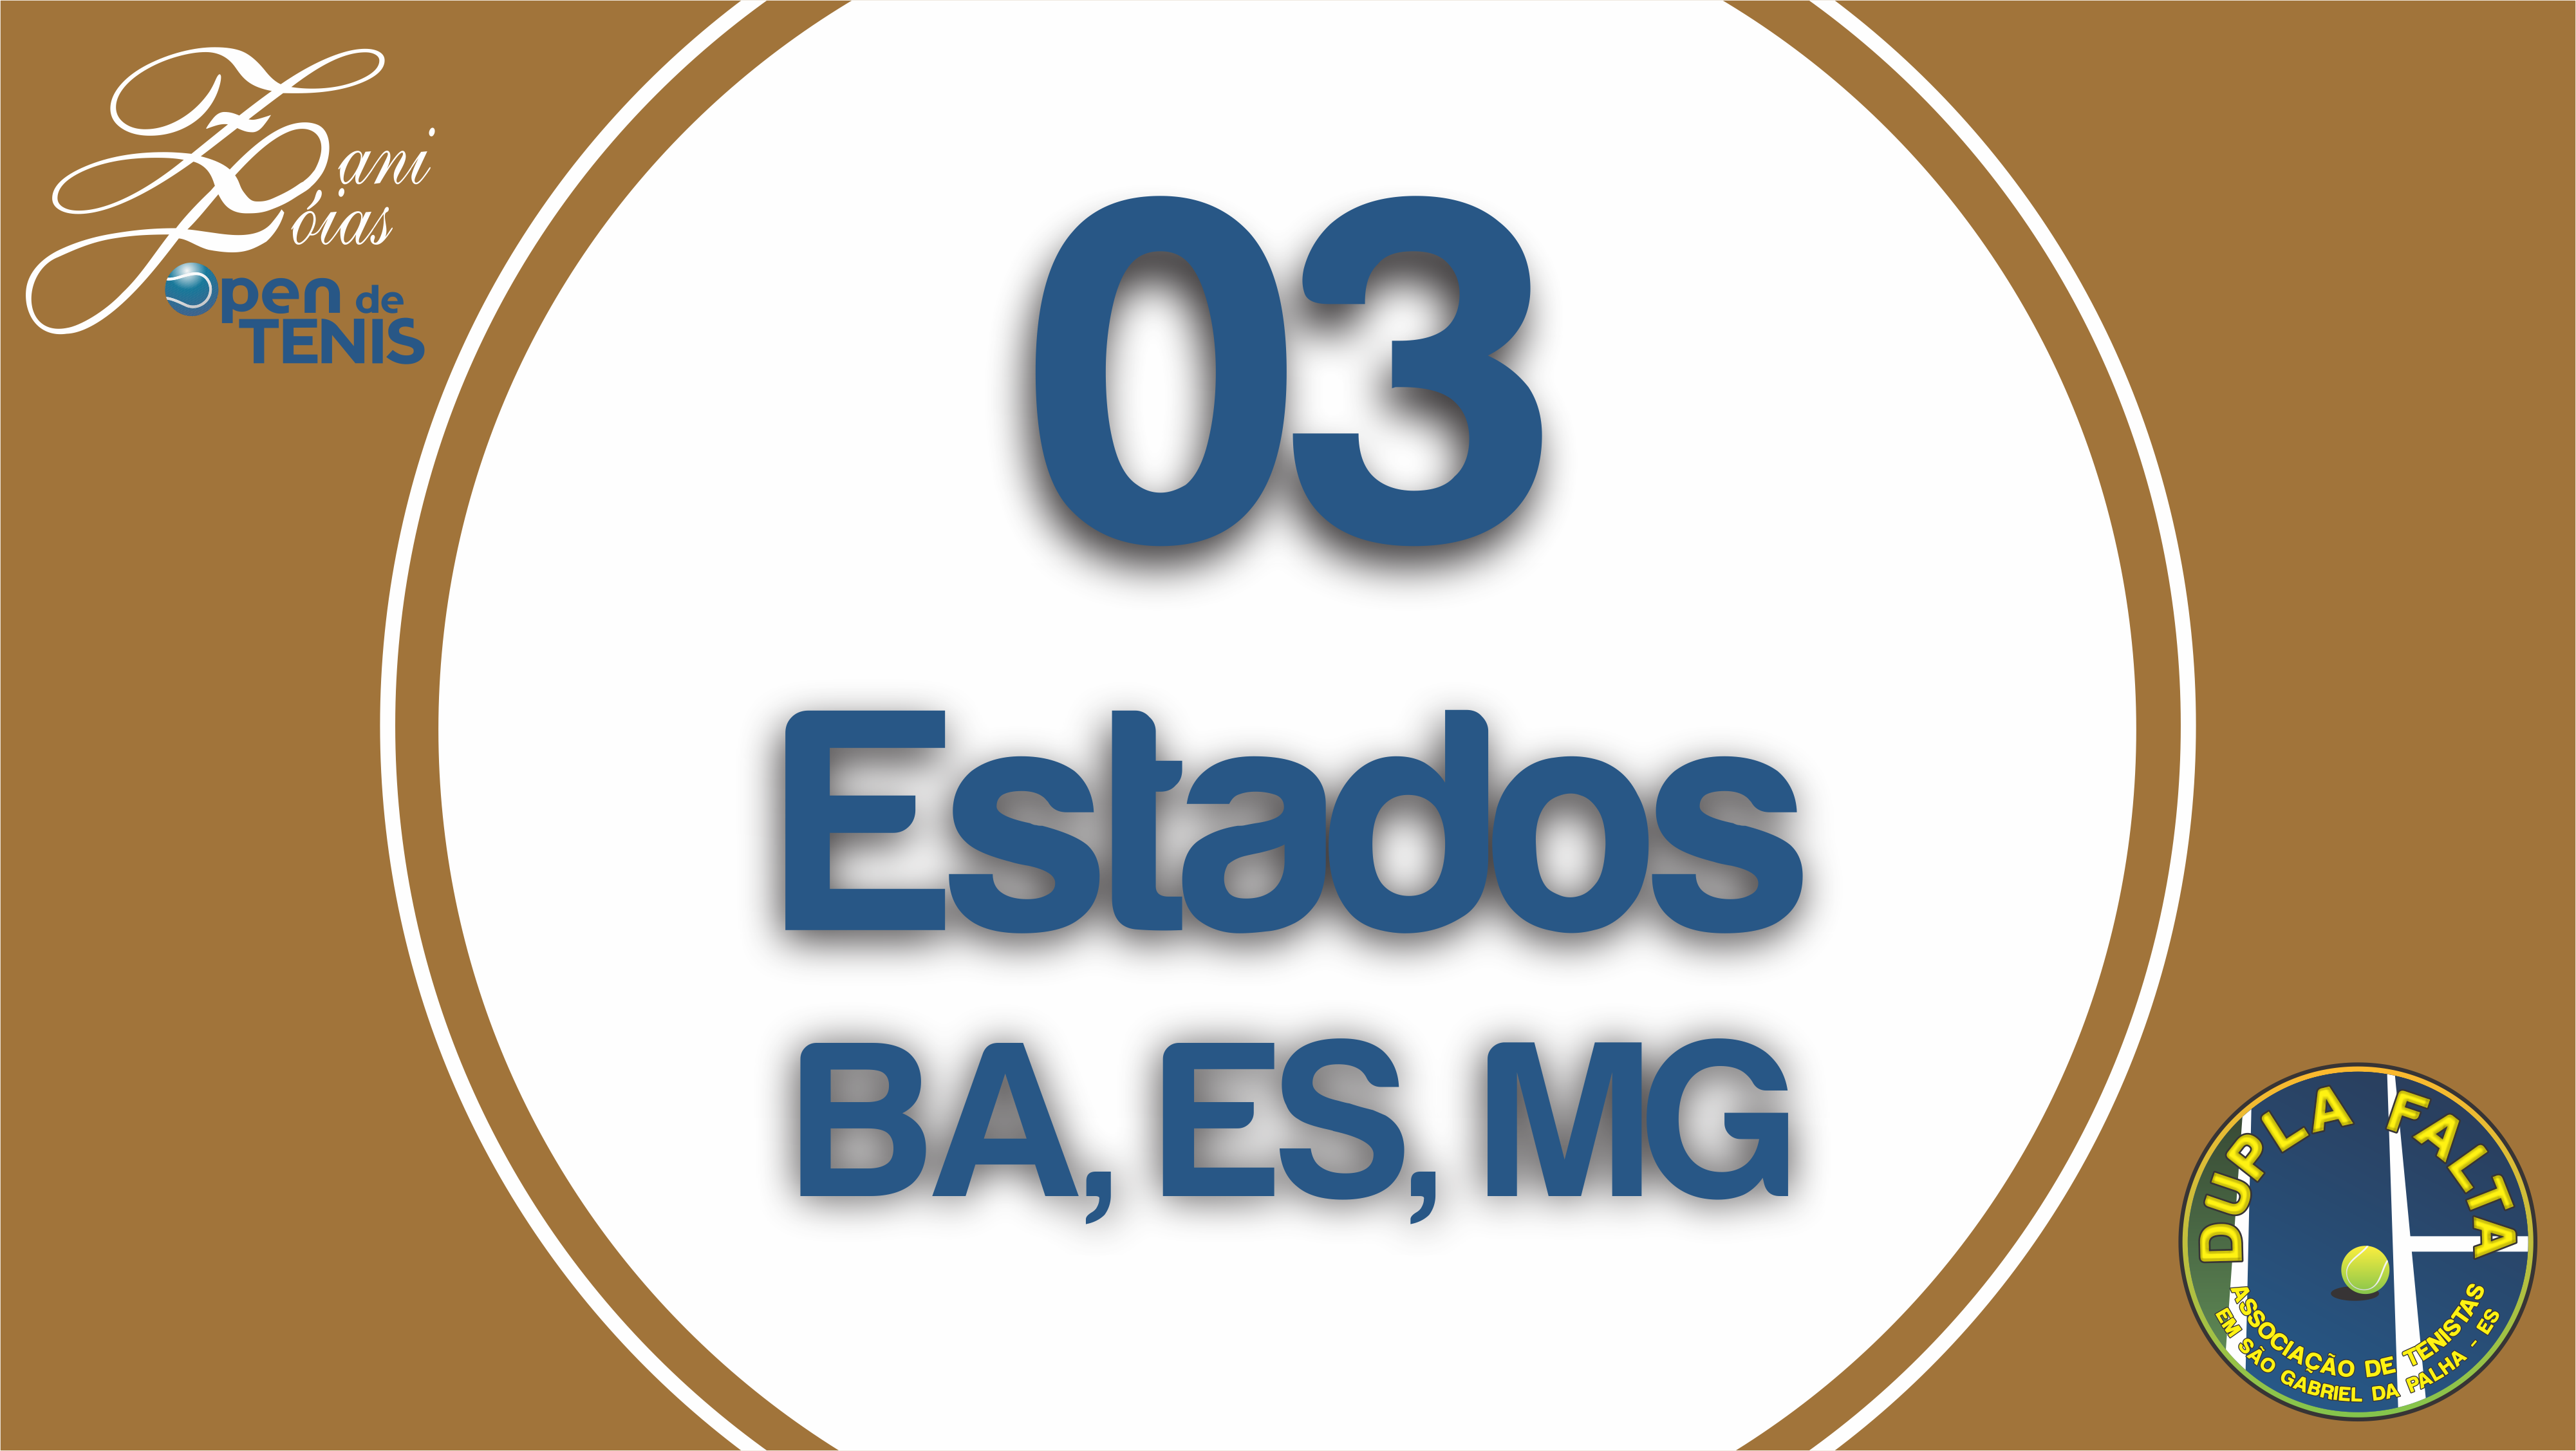 Zani
Jóias
Open de
TENIS
03
Estados
BA, ES, MG
DUPLA FALTA
ASSOCIAÇÃO DE TENISTAS
EM SÃO GABRIEL DA PALHA - ES